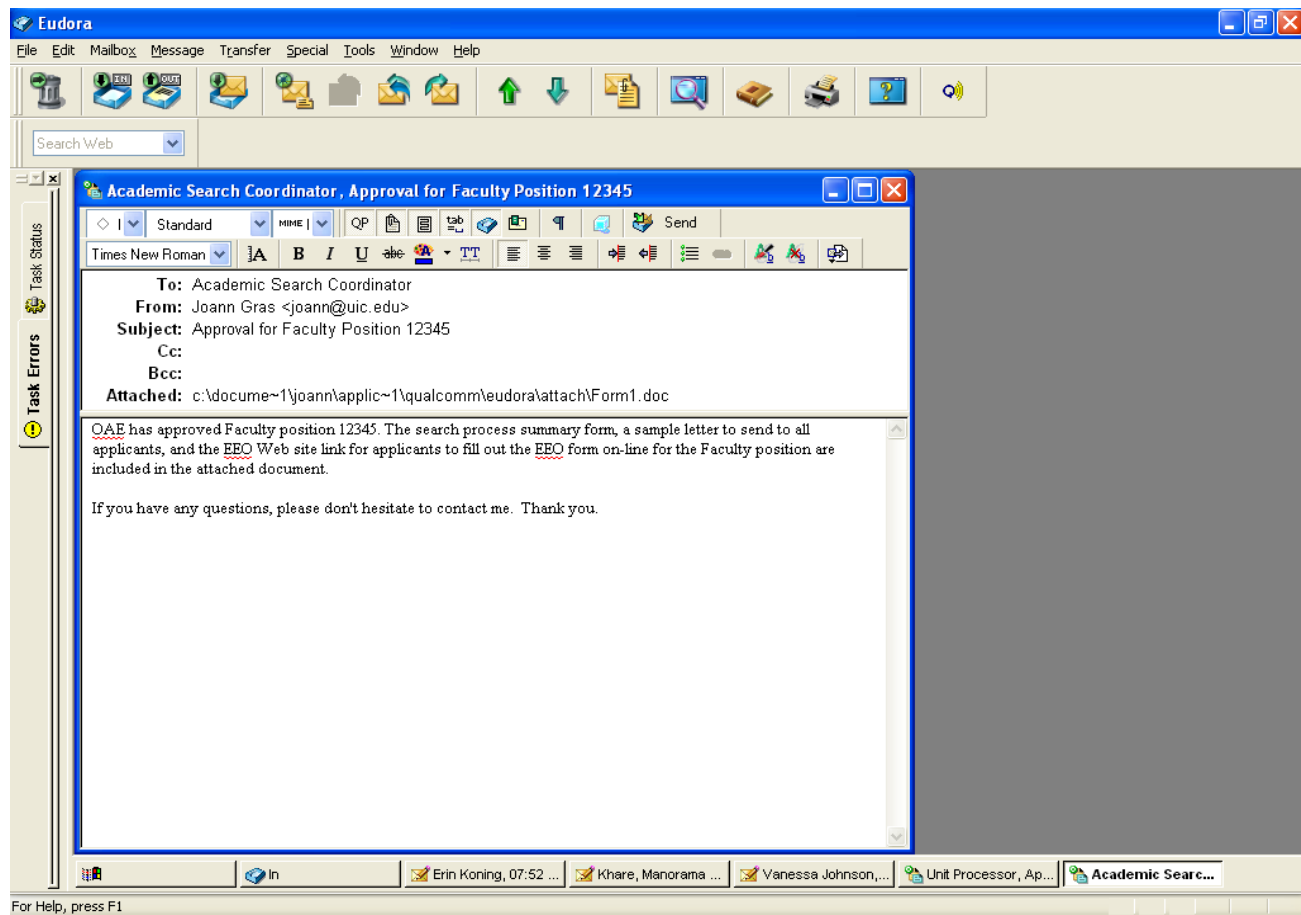 Eudora
File Edit Mailbox Message Transfer Special Tools Window Help
IN OUT
Search Web
Task Status
Task Errors
Academic Search Coordinator, Approval for Faculty Position 12345
Standard MIME QP tab Send
Times New Roman A B I U abc A TT
To: Academic Search Coordinator
From: Joann Gras <joann@uic.edu>
Subject: Approval for Faculty Position 12345
Cc:
Bcc:
Attached: c:\docume~1\joann\applic~1\qualcomm\eudora\attach\Form1.doc
OAE has approved Faculty position 12345. The search process summary form, a sample letter to send to all
applicants, and the EEO Web site link for applicants to fill out the EEO form on-line for the Faculty position are
included in the attached document.
If you have any questions, please don't hesitate to contact me. Thank you.
In
Erin Koning, 07:52 ...
Khare, Manorama ...
Vanessa Johnson,...
Unit Processor, Ap...
Academic Searc...
For Help, press F1